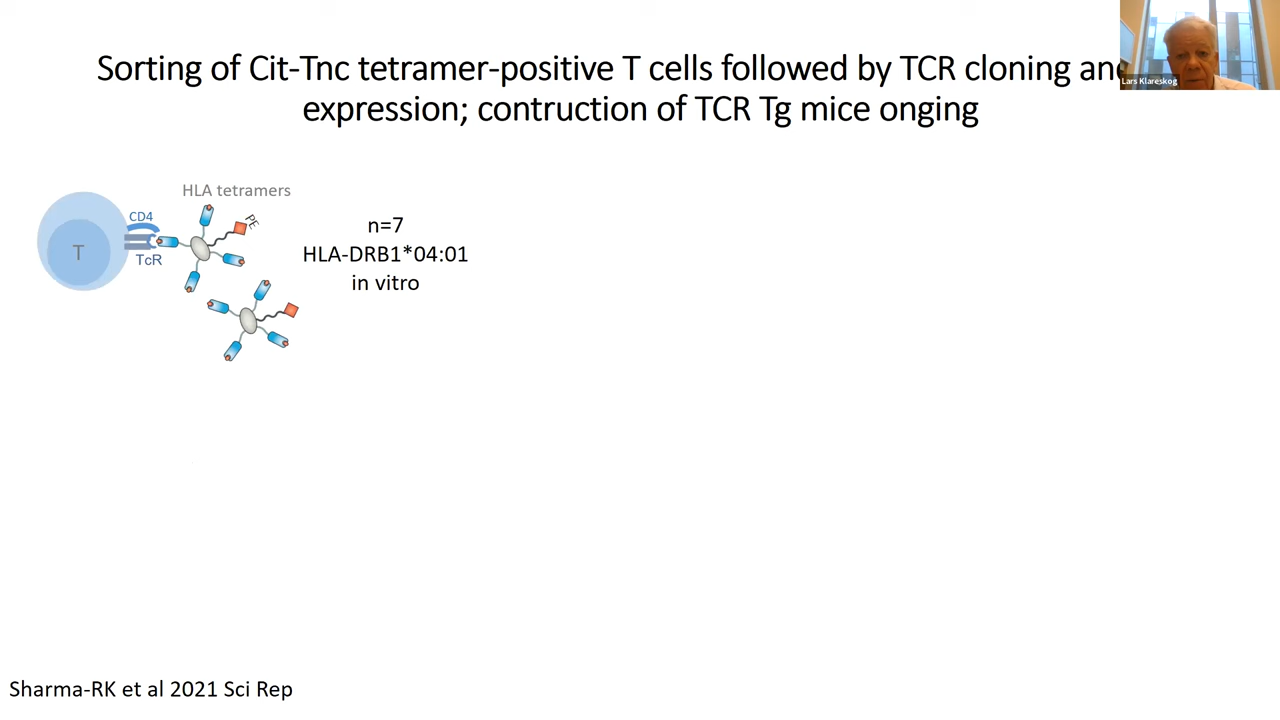 Sorting of Cit-Tnc tetramer-positive T cells followed by TCR cloning and
expression; contruction of TCR Tg mice onging
Lars Klareskog
HLA tetramers
CD4
PE
T
TcR
n=7
HLA-DRB1*04:01
in vitro
Sharma-RK et al 2021 Sci Rep